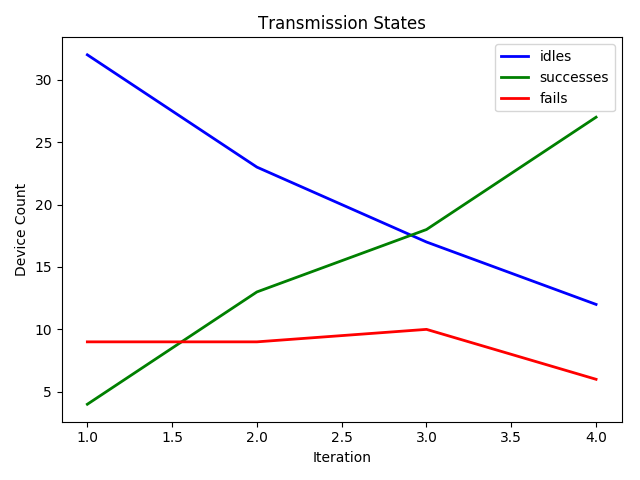 Transmission States
idles
successes
fails
30
25
20
15
10
5
Device Count
1.0 1.5 2.0 2.5 3.0 3.5 4.0
Iteration